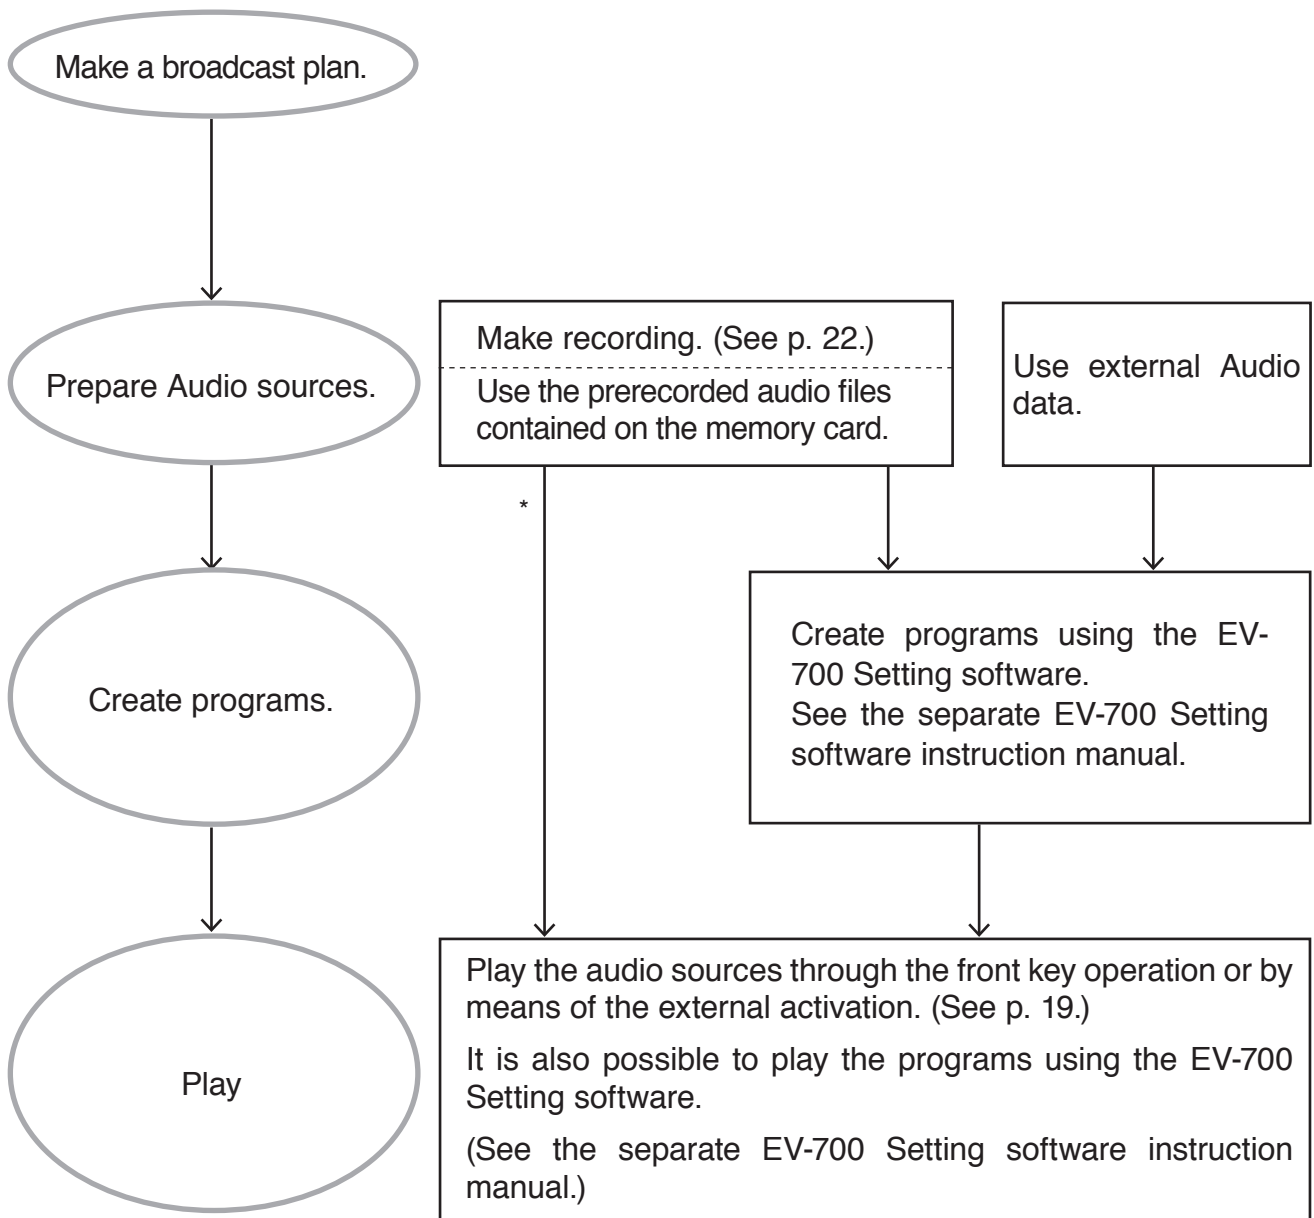 Make a broadcast plan.
Prepare Audio sources.
Make recording. (See p. 22.)
Use the prerecorded audio files
contained on the memory card.
Use external Audio
data.
*
Create programs.
Create programs using the EV-
700 Setting software.
See the separate EV-700 Setting
software instruction manual.
Play
Play the audio sources through the front key operation or by
means of the external activation. (See p. 19.)
It is also possible to play the programs using the EV-700
Setting software.
(See the separate EV-700 Setting software instruction
manual.)